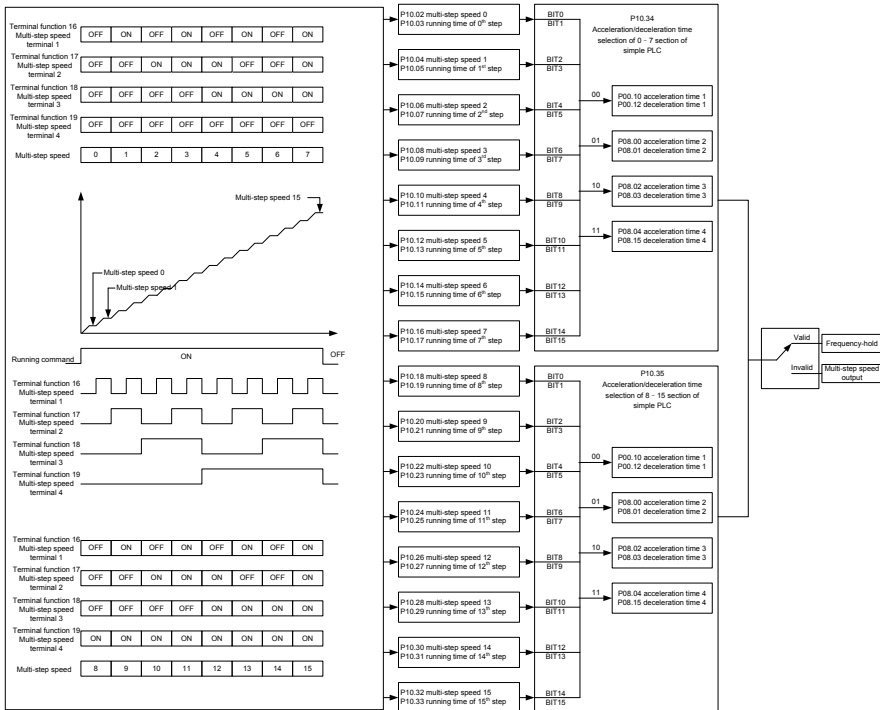 Terminal function 16
Multi-step speed
terminal 1
OFF ON OFF ON OFF ON OFF ON
Terminal function 17
Multi-step speed
terminal 2
OFF OFF ON ON OFF OFF ON ON
Terminal function 18
Multi-step speed
terminal 3
OFF OFF OFF OFF ON ON ON ON
Terminal function 19
Multi-step speed
terminal 4
OFF OFF OFF OFF OFF OFF OFF OFF
Multi-step speed 0 1 2 3 4 5 6 7
Multi-step speed 15
Multi-step speed 0
Multi-step speed 1
Running command
ON
OFF
Terminal function 16
Multi-step speed
terminal 1
Terminal function 17
Multi-step speed
terminal 2
Terminal function 18
Multi-step speed
terminal 3
Terminal function 19
Multi-step speed
terminal 4
Terminal function 16
Multi-step speed
terminal 1
OFF ON OFF ON OFF ON OFF ON
Terminal function 17
Multi-step speed
terminal 2
OFF OFF ON ON OFF OFF ON ON
Terminal function 18
Multi-step speed
terminal 3
OFF OFF OFF OFF ON ON ON ON
Terminal function 19
Multi-step speed
terminal 4
ON ON ON ON ON ON ON ON
Multi-step speed 8 9 10 11 12 13 14 15
P10.02 multi-step speed 0
P10.03 running time of 0th step
P10.04 multi-step speed 1
P10.05 running time of 1st step
P10.06 multi-step speed 2
P10.07 running time of 2nd step
P10.08 multi-step speed 3
P10.09 running time of 3rd step
P10.10 multi-step speed 4
P10.11 running time of 4th step
P10.12 multi-step speed 5
P10.13 running time of 5th step
P10.14 multi-step speed 6
P10.15 running time of 6th step
P10.16 multi-step speed 7
P10.17 running time of 7th step
P10.18 multi-step speed 8
P10.19 running time of 8th step
P10.20 multi-step speed 9
P10.21 running time of 9th step
P10.22 multi-step speed 10
P10.23 running time of 10th step
P10.24 multi-step speed 11
P10.25 running time of 11th step
P10.26 multi-step speed 12
P10.27 running time of 12th step
P10.28 multi-step speed 13
P10.29 running time of 13th step
P10.30 multi-step speed 14
P10.31 running time of 14th step
P10.32 multi-step speed 15
P10.33 running time of 15th step
BIT0
BIT1
BIT2
BIT3
BIT4
BIT5
BIT6
BIT7
BIT8
BIT9
BIT10
BIT11
BIT12
BIT13
BIT14
BIT15
P10.34
Acceleration/deceleration time
selection of 0-7 section of
simple PLC
00
P00.10 acceleration time 1
P00.12 deceleration time 1
01
P08.00 acceleration time 2
P08.01 deceleration time 2
10
P08.02 acceleration time 3
P08.03 deceleration time 3
11
P08.04 acceleration time 4
P08.15 deceleration time 4
BIT0
BIT1
BIT2
BIT3
BIT4
BIT5
BIT6
BIT7
BIT8
BIT9
BIT10
BIT11
BIT12
BIT13
BIT14
BIT15
P10.35
Acceleration/deceleration time
selection of 8-15 section of
simple PLC
00
P00.10 acceleration time 1
P00.12 deceleration time 1
01
P08.00 acceleration time 2
P08.01 deceleration time 2
10
P08.02 acceleration time 3
P08.03 deceleration time 3
11
P08.04 acceleration time 4
P08.15 deceleration time 4
Valid
Frequency-hold
Invalid
Multi-step speed
output